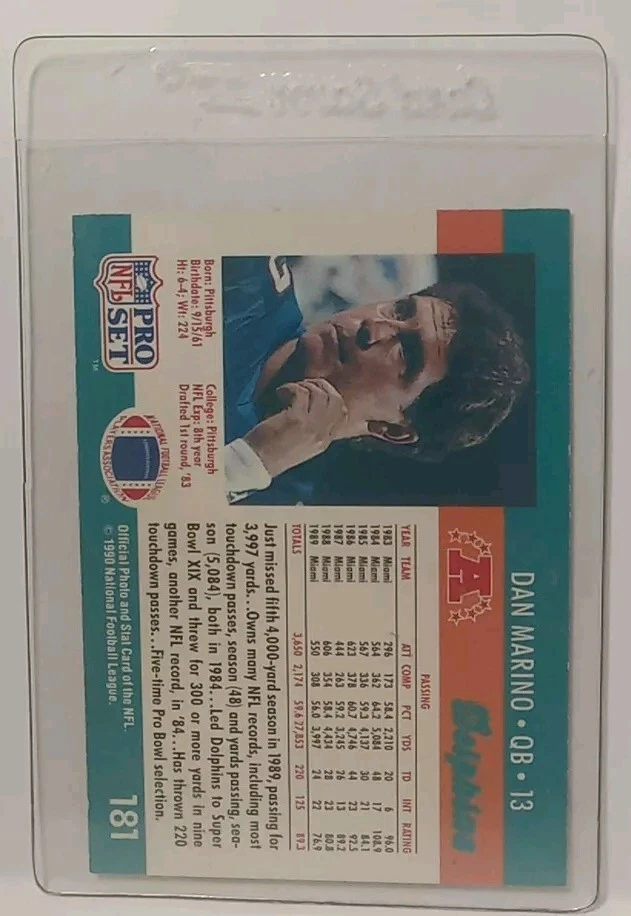 DAN MARINO • QB • 13
A
Dolphins
PASSING
YEAR TEAM ATT COMP PCT YDS TD INT RATING
1983 Miami 296 173 58.4 2,210 20 6 96.0
1984 Miami 564 362 64.2 5,084 48 17 108.9
1985 Miami 567 336 59.3 4,137 30 21 84.1
1986 Miami 623 378 60.7 4,746 44 23 92.5
1987 Miami 444 263 59.2 3,245 26 13 89.2
1988 Miami 606 354 58.4 4,434 28 23 80.8
1989 Miami 550 308 56.0 3,997 24 22 76.9
TOTALS 3,650 2,174 59.6 27,853 220 125 89.3
Just missed fifth 4,000-yard season in 1989, passing for
3,997 yards...Owns many NFL records, including most
touchdown passes, season (48) and yards passing, sea-
son (5,084), both in 1984...Led Dolphins to Super
Bowl XIX and threw for 300 or more yards in nine
games, another NFL record, in '84...Has thrown 220
touchdown passes...Five-time Pro Bowl selection.
Born: Pittsburgh
Birthdate: 9/15/61
Ht: 6-4; Wt: 224
College: Pittsburgh
NFL Exp: 8th year
Drafted 1st round, '83
PRO
NFL SET
TM
NATIONAL FOOTBALL LEAGUE
PLAYERS ASSOCIATION
®
Official Photo and Stat Card of the NFL.
© 1990 National Football League.
181